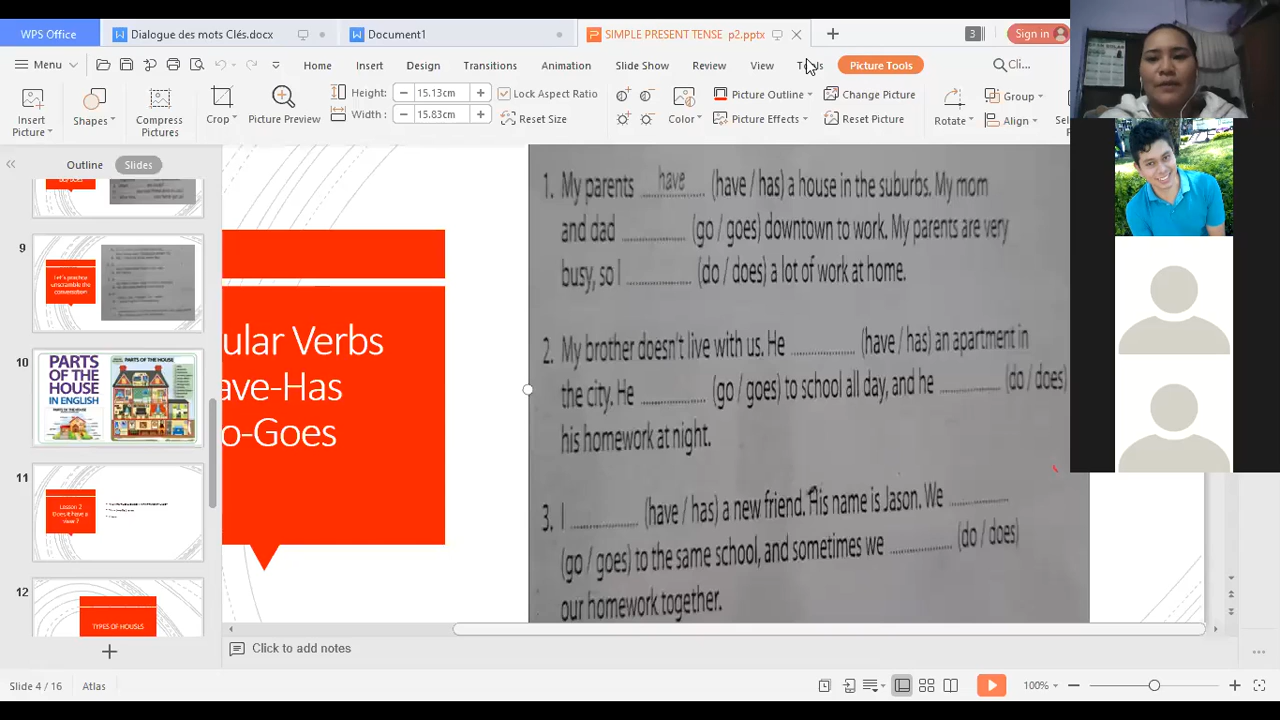 WPS Office
Dialogue des mots Clés.docx
Document1
SIMPLE PRESENT TENSE p2.pptx
3
Sign in
Menu
Home
Insert
Design
Transitions
Animation
Slide Show
Review
View
Tools
Picture Tools
Cli...
Insert Picture
Shapes
Compress Pictures
Crop
Picture Preview
Height: 15.13cm
Width : 15.83cm
Lock Aspect Ratio
Reset Size
Color
Picture Outline
Picture Effects
Change Picture
Reset Picture
Rotate
Group
Align
Outline
Slides
9
Let's practice
unscramble the
conversation
10
PARTS
OF THE
HOUSE
IN ENGLISH
PARTS OF THE HOUSE
11
Lesson 2
Does it have a
view ?
12
TYPES OF HOUSES
ular Verbs
ave-Has
o-Goes
1. My parents have (have / has) a house in the suburbs. My mom
and dad ............... (go / goes) downtown to work. My parents are very
busy, so I ............... (do / does) a lot of work at home.
2. My brother doesn't live with us. He ............... (have / has) an apartment in
the city. He ............... (go / goes) to school all day, and he ............... (do / does)
his homework at night.
3. I ............... (have / has) a new friend. His name is Jason. We ...............
(go / goes) to the same school, and sometimes we ............... (do / does)
our homework together.
Click to add notes
Slide 4 / 16
Atlas
100%